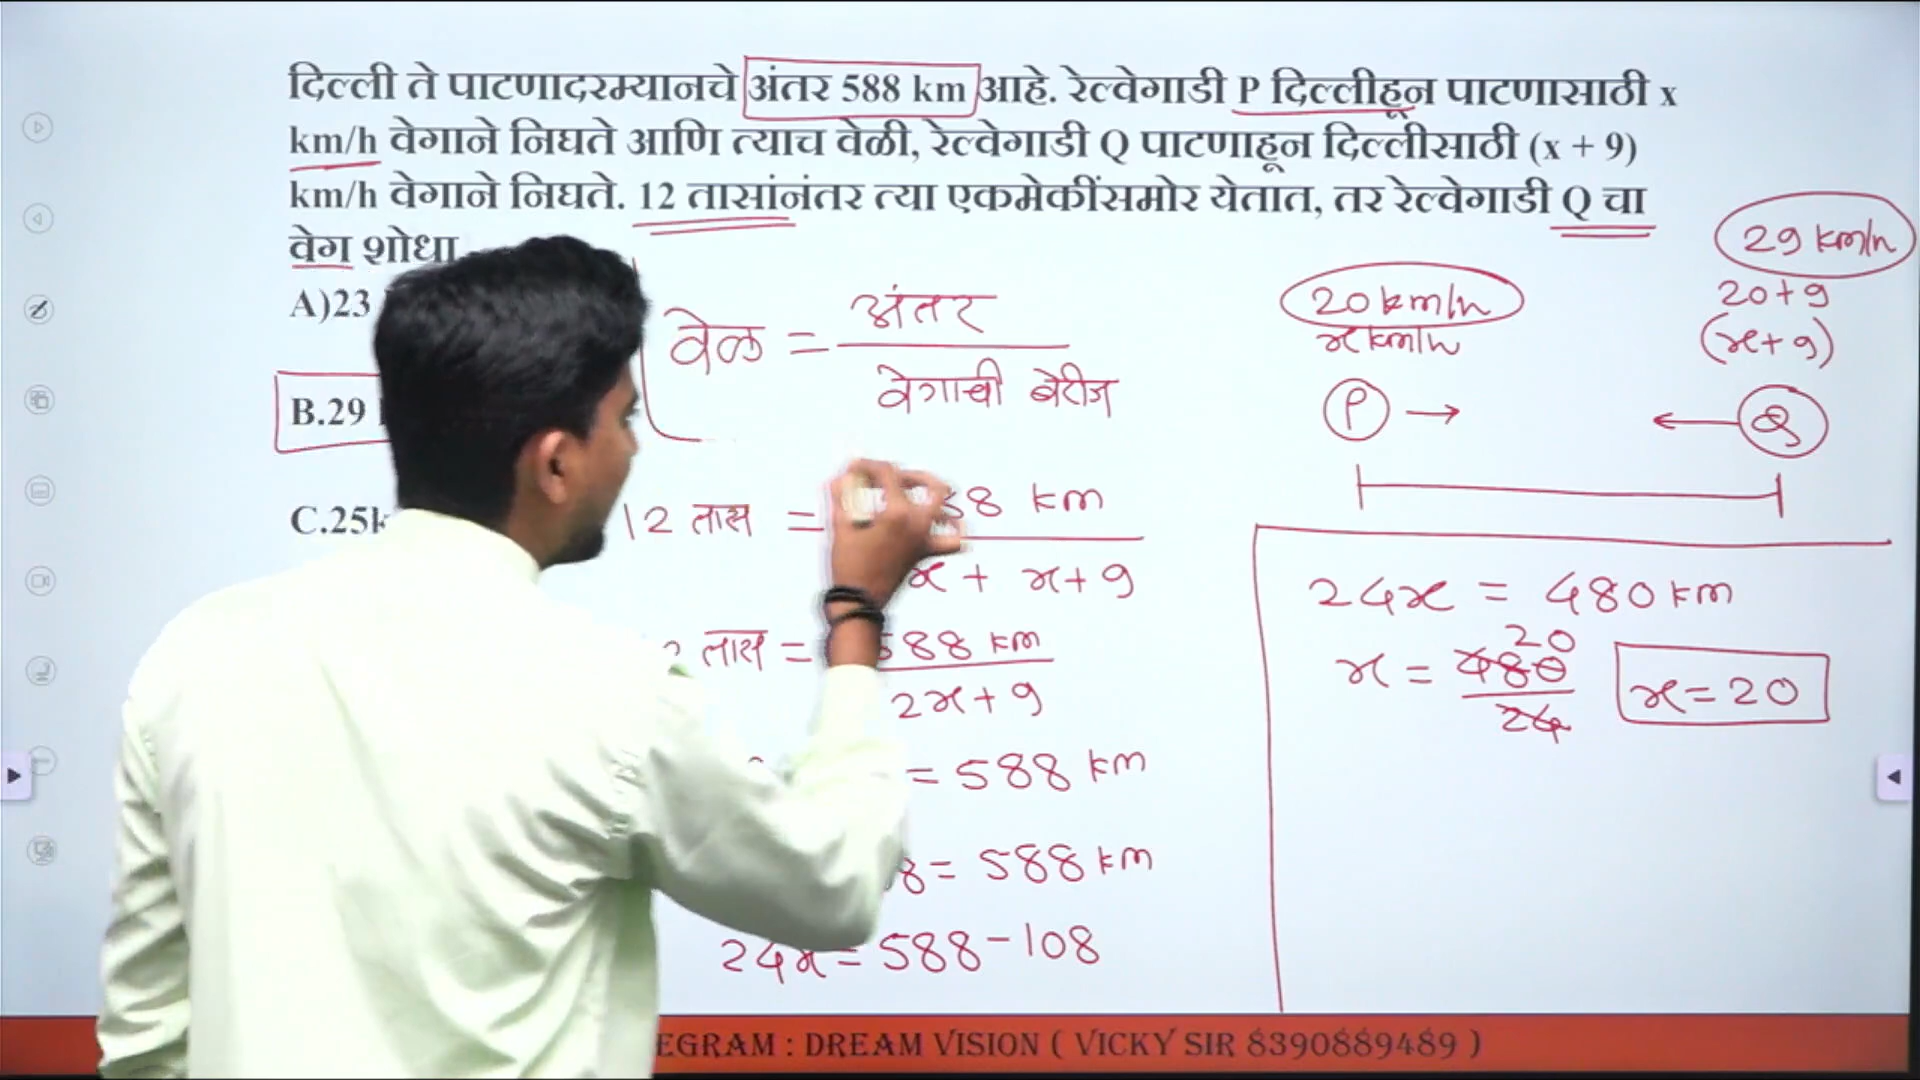 दिल्ली ते पाटणादरम्यानचे अंतर 588 km आहे. रेल्वेगाडी P दिल्लीहून पाटणासाठी x
km/h वेगाने निघते आणि त्याच वेळी, रेल्वेगाडी Q पाटणाहून दिल्लीसाठी (x + 9)
km/h वेगाने निघते. 12 तासांनंतर त्या एकमेकींसमोर येतात, तर रेल्वेगाडी Q चा
वेग शोधा
A)23
B.29
C.25k
वेळ = अंतर
वेगाची बेरीज
12 तास = 8 km
x + x+9
तास = 588 km
2x+9
= 588 km
8 = 588 km
24x = 588 - 108
29 km/h
20 km/h
20+9
x km/h
(x+9)
P → ← Q
24x = 480 km
20
x = 480
24
x = 20
EGRAM : DREAM VISION ( VICKY SIR 8390889489 )